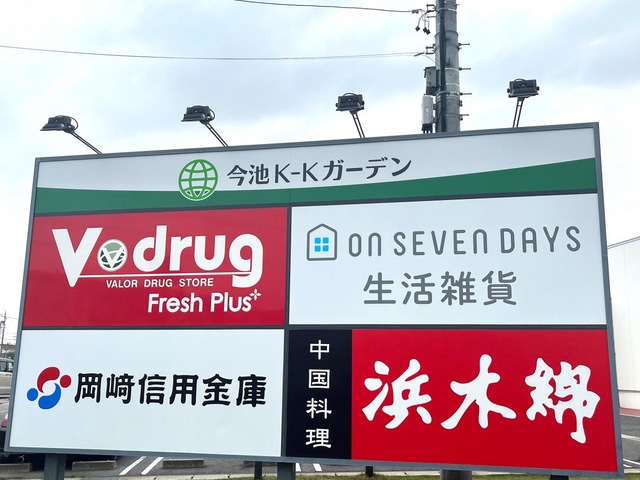 今池K-Kガーデン
V・drug
VALOR DRUG STORE
Fresh Plus+
on SEVEN DAYS
生活雑貨
岡﨑信用金庫
中国料理
浜木綿